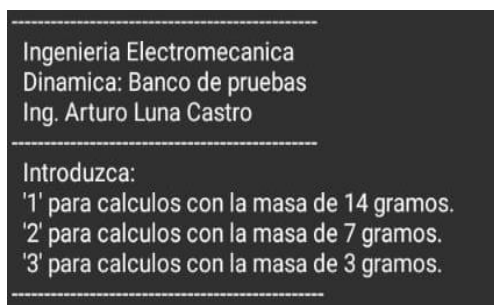 ----------------------------------------------
Ingenieria Electromecanica
Dinamica: Banco de pruebas
Ing. Arturo Luna Castro
----------------------------------------------
Introduzca:
'1' para calculos con la masa de 14 gramos.
'2' para calculos con la masa de 7 gramos.
'3' para calculos con la masa de 3 gramos.
-----------------------------------------------